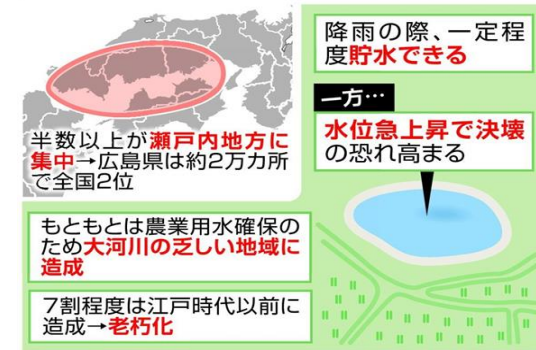 半数以上が瀬戸内地方に
集中→広島県は約2万カ所
で全国2位
もともとは農業用水確保の
ため大河川の乏しい地域に
造成
7割程度は江戸時代以前に
造成→老朽化
降雨の際、一定程
度貯水できる
一方…
水位急上昇で決壊
の恐れ高まる